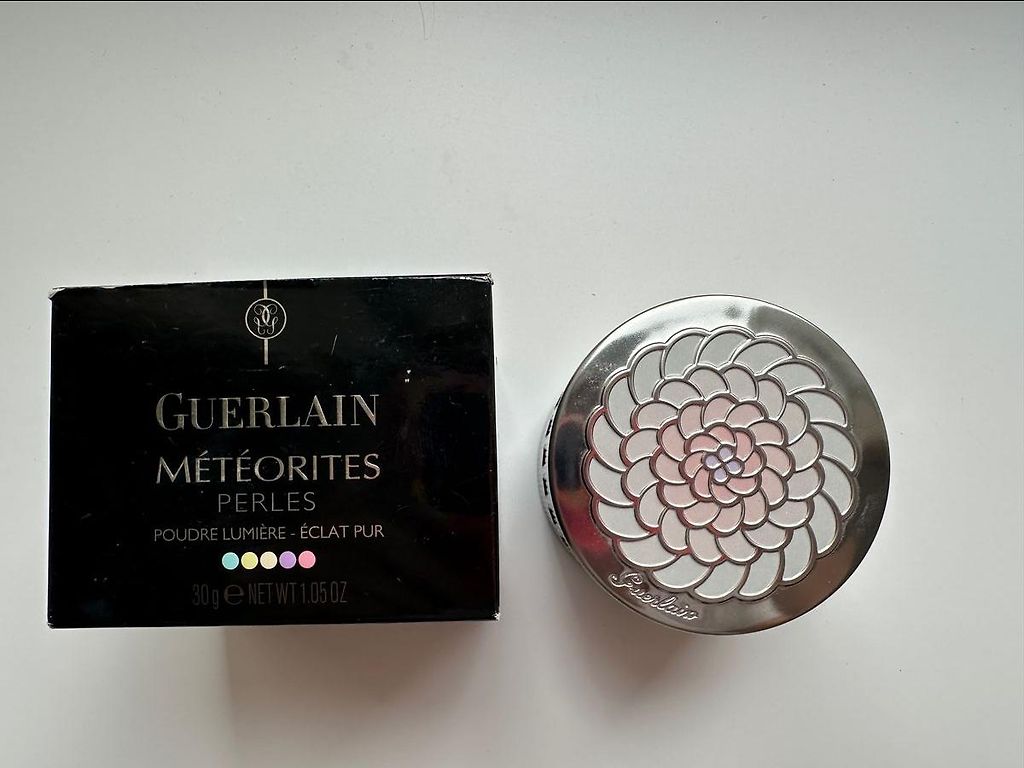 GUERLAIN
MÉTÉORITES
PERLES
POUDRE LUMIÈRE - ÉCLAT PUR
30g ℮ NET WT 1.05 OZ
Guerlain